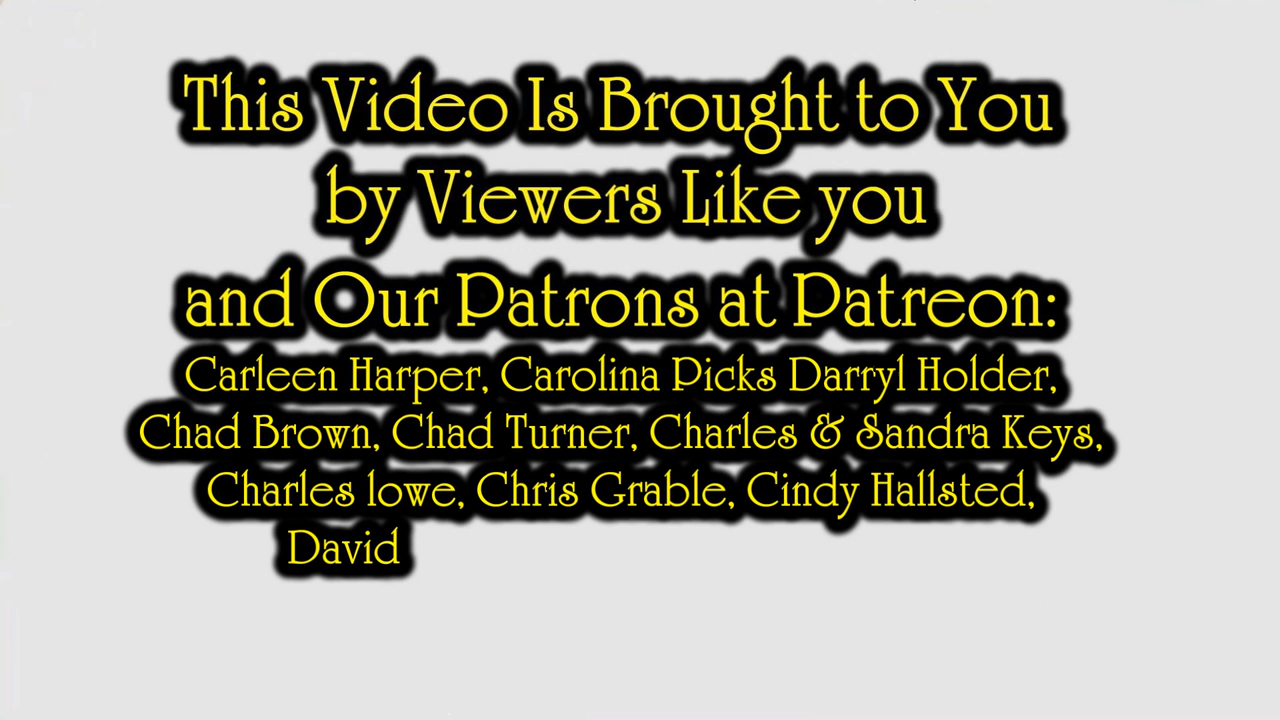 This Video Is Brought to You
by Viewers Like you
and Our Patrons at Patreon:
Carleen Harper, Carolina Picks Darryl Holder,
Chad Brown, Chad Turner, Charles & Sandra Keys,
Charles lowe, Chris Grable, Cindy Hallsted,
David